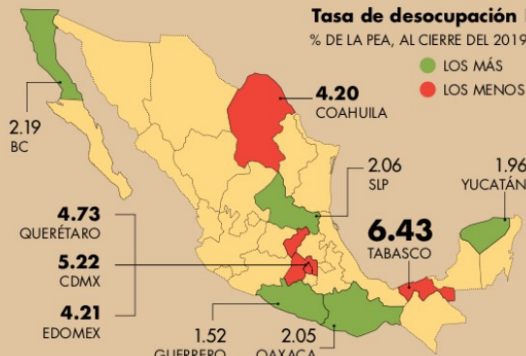 Tasa de desocupación
% DE LA PEA, AL CIERRE DEL 2019
LOS MÁS
LOS MENOS
4.20
COAHUILA
2.19
BC
2.06
SLP
1.96
YUCATÁN
4.73
QUERÉTARO
6.43
TABASCO
5.22
CDMX
4.21
EDOMEX
1.52
GUERRERO
2.05
OAXACA